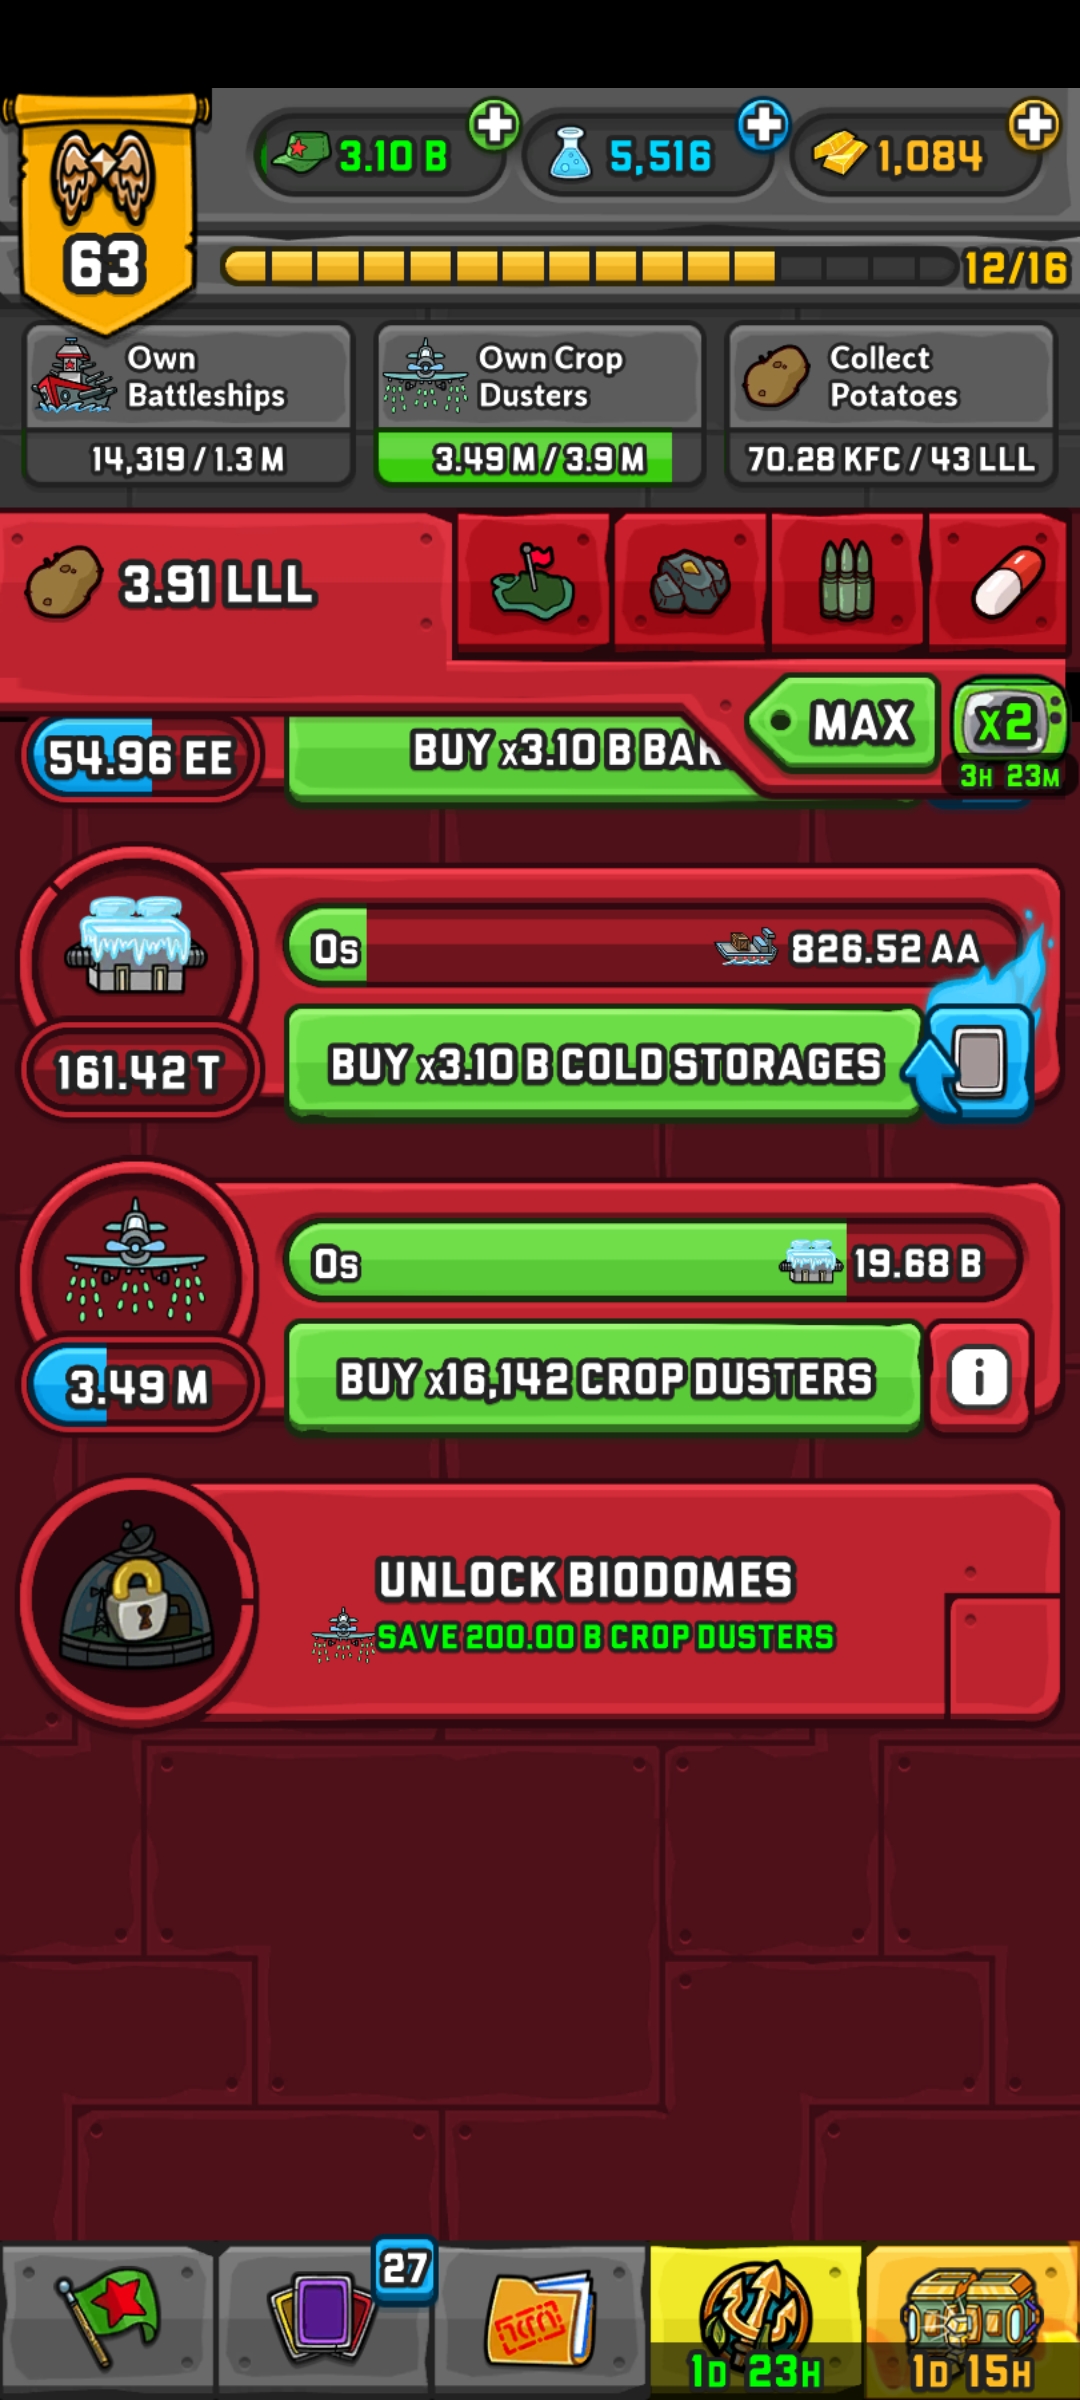 63
3.10 B
5,516
1,084
12/16
Own
Battleships
14,319 / 1.3 M
Own Crop
Dusters
3.49 M / 3.9 M
Collect
Potatoes
70.28 KFC / 43 LLL
3.91 LLL
MAX
x2
3H 23M
54.96 EE
BUY x3.10 B BAR
0s
826.52 AA
161.42 T
BUY x3.10 B COLD STORAGES
0s
19.68 B
3.49 M
BUY x16,142 CROP DUSTERS
i
UNLOCK BIODOMES
SAVE 200.00 B CROP DUSTERS
27
1D 23H
1D 15H